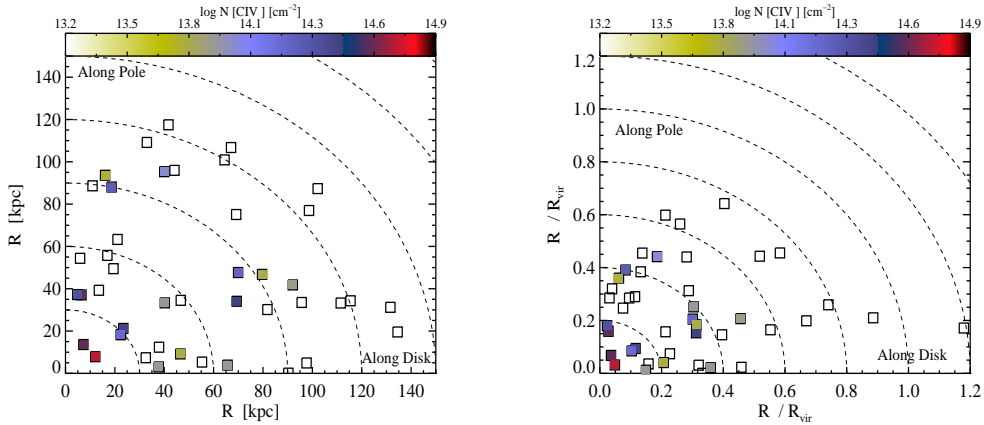 log N [CIV ] [cm⁻²]
13.2 13.5 13.8 14.1 14.3 14.6 14.9
Along Pole
140
120
100
80
60
40
20
0
R [kpc]
Along Disk
0 20 40 60 80 100 120 140
R [kpc]
log N [CIV ] [cm⁻²]
13.2 13.5 13.8 14.1 14.3 14.6 14.9
1.2
Along Pole
1.0
0.8
0.6
0.4
0.2
0.0
R / Rvir
Along Disk
0.0 0.2 0.4 0.6 0.8 1.0 1.2
R / Rvir